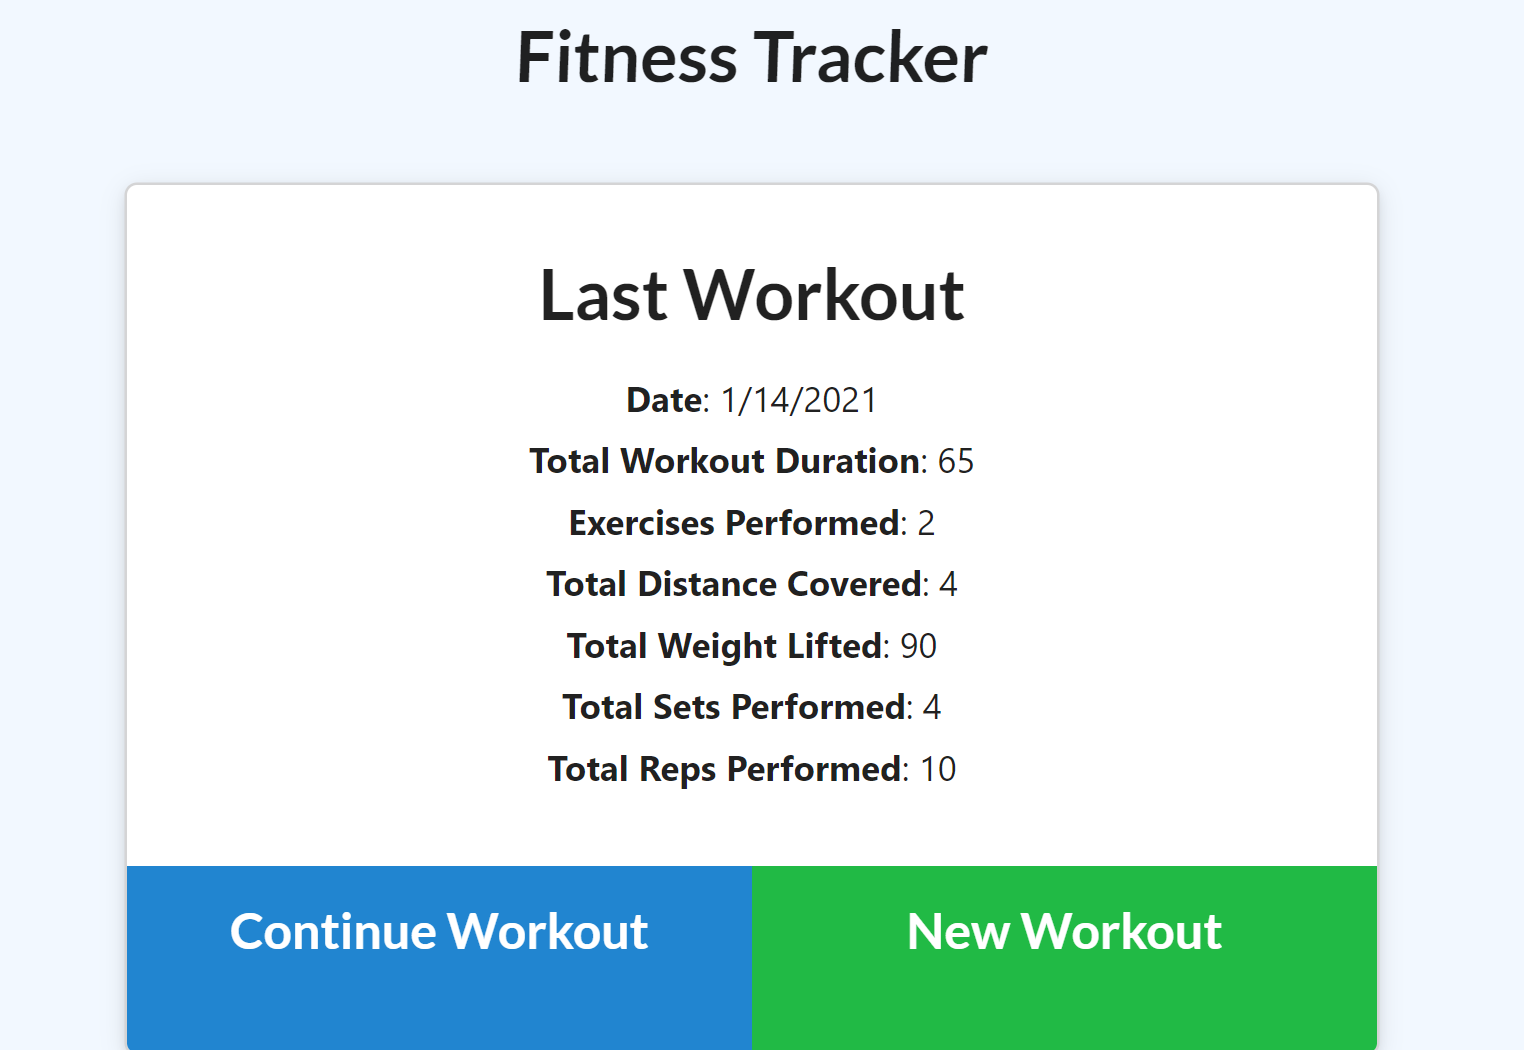 Fitness Tracker
Last Workout
Date: 1/14/2021
Total Workout Duration: 65
Exercises Performed: 2
Total Distance Covered: 4
Total Weight Lifted: 90
Total Sets Performed: 4
Total Reps Performed: 10
Continue Workout
New Workout